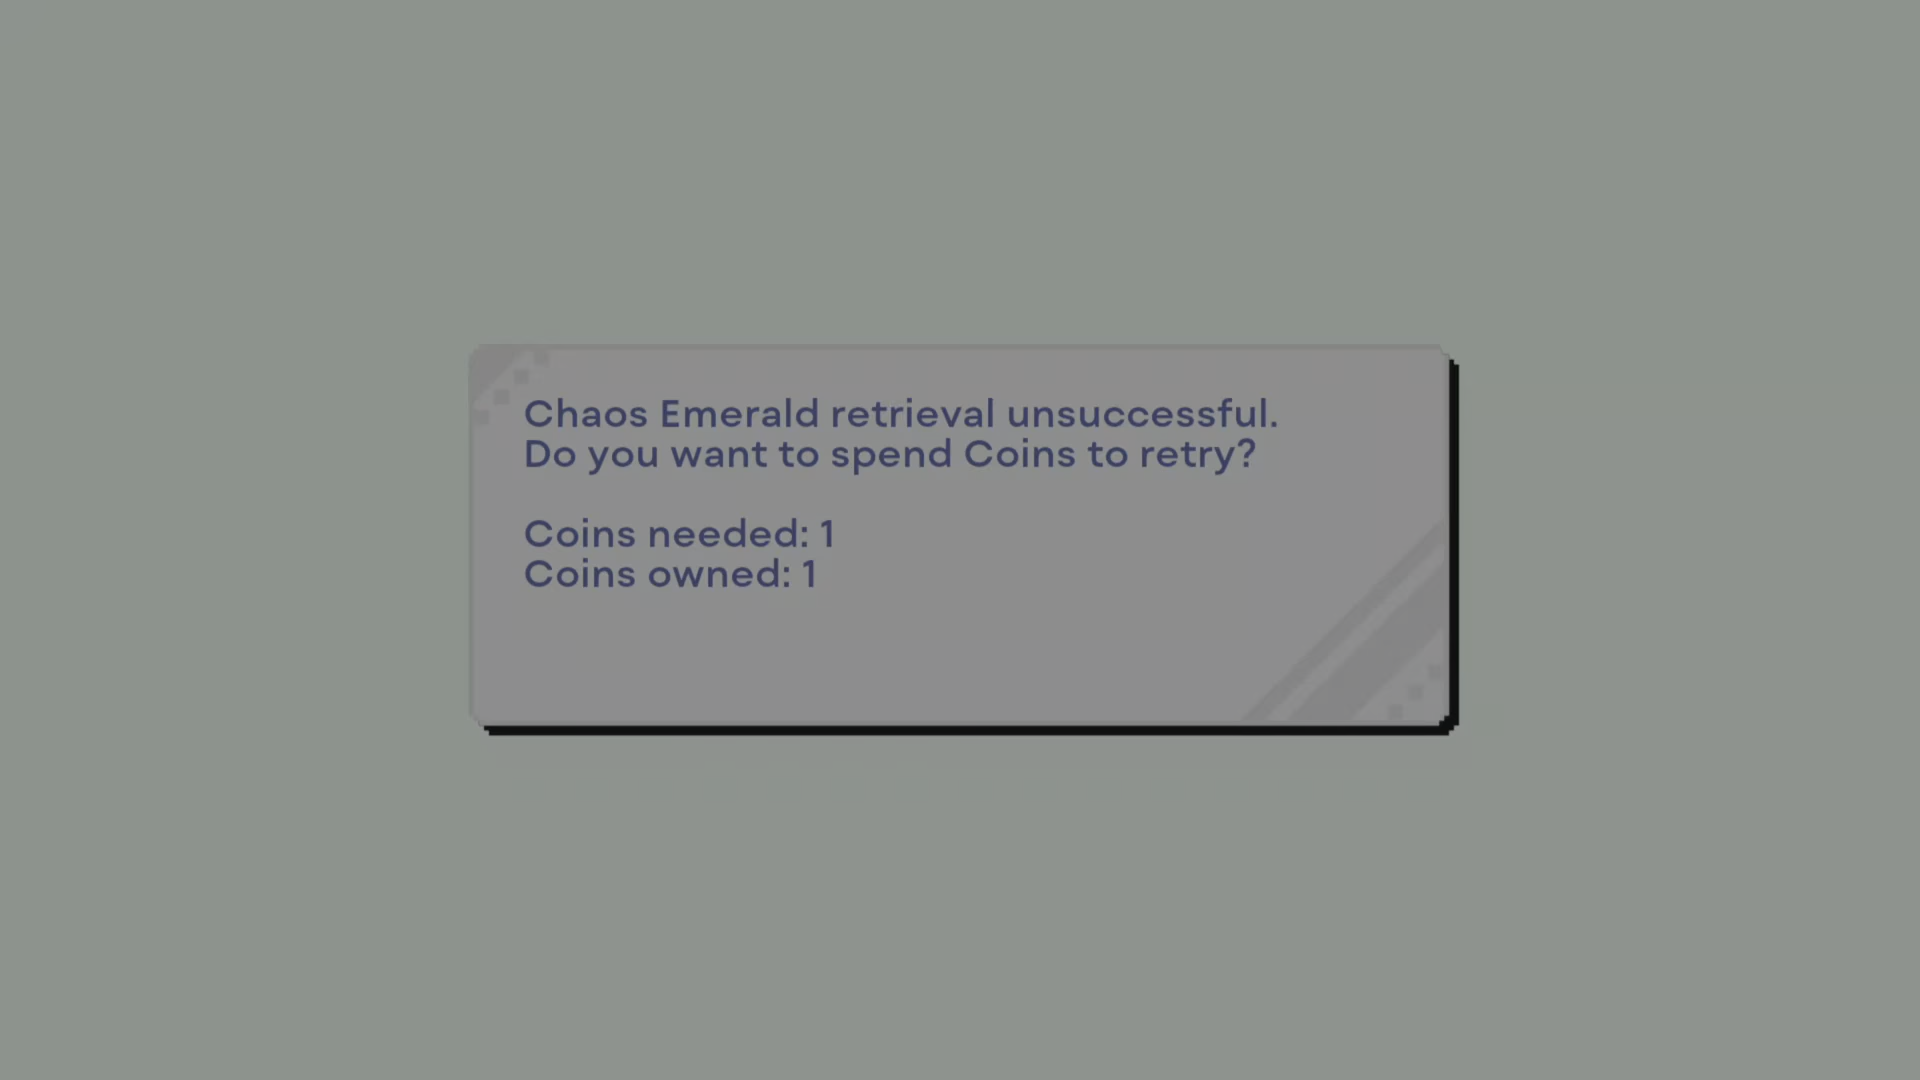 Chaos Emerald retrieval unsuccessful.
Do you want to spend Coins to retry?
Coins needed: 1
Coins owned: 1